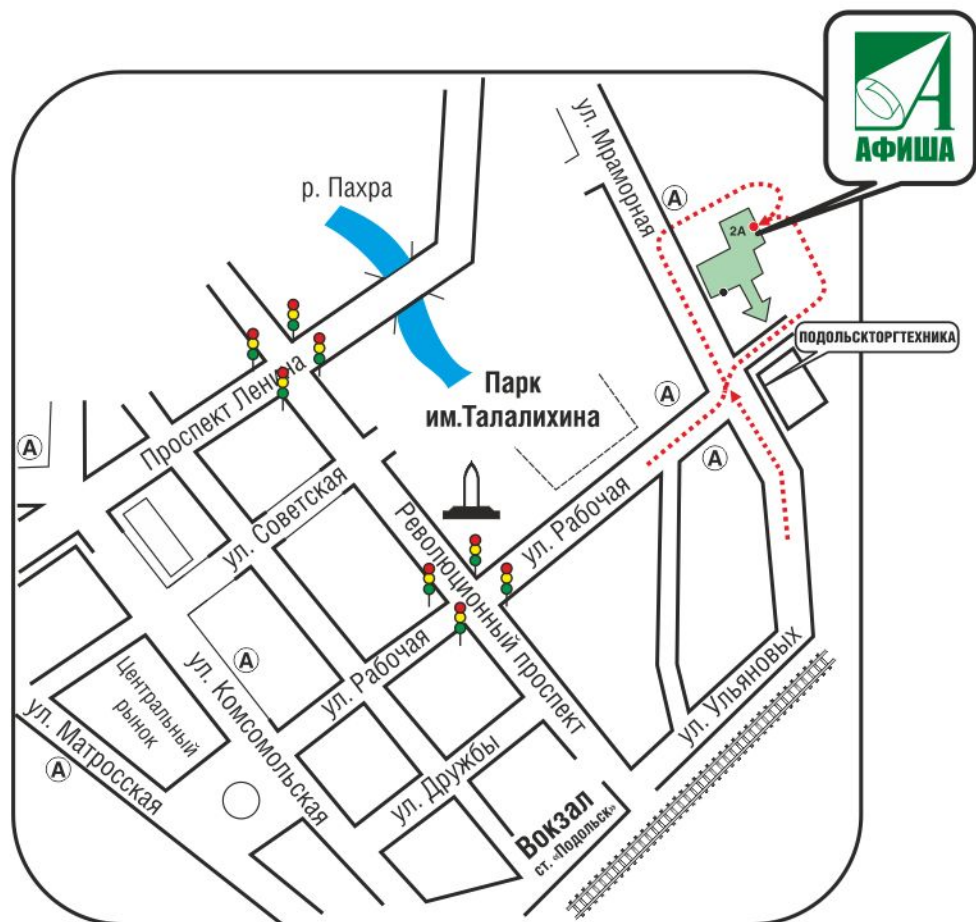 А
АФИША
ул. Мраморная
р. Пахра
А
2А
ПОДОЛЬСКТОРГТЕХНИКА
Проспект Ленина
Парк
им.Талалихина
А
А
А
ул. Советская
Революционный проспект
ул. Рабочая
А
ул. Рабочая
ул. Комсомольская
Центральный
рынок
ул. Матросская
А
ул. Ульяновых
ул. Дружбы
Вокзал
ст. «Подольск»